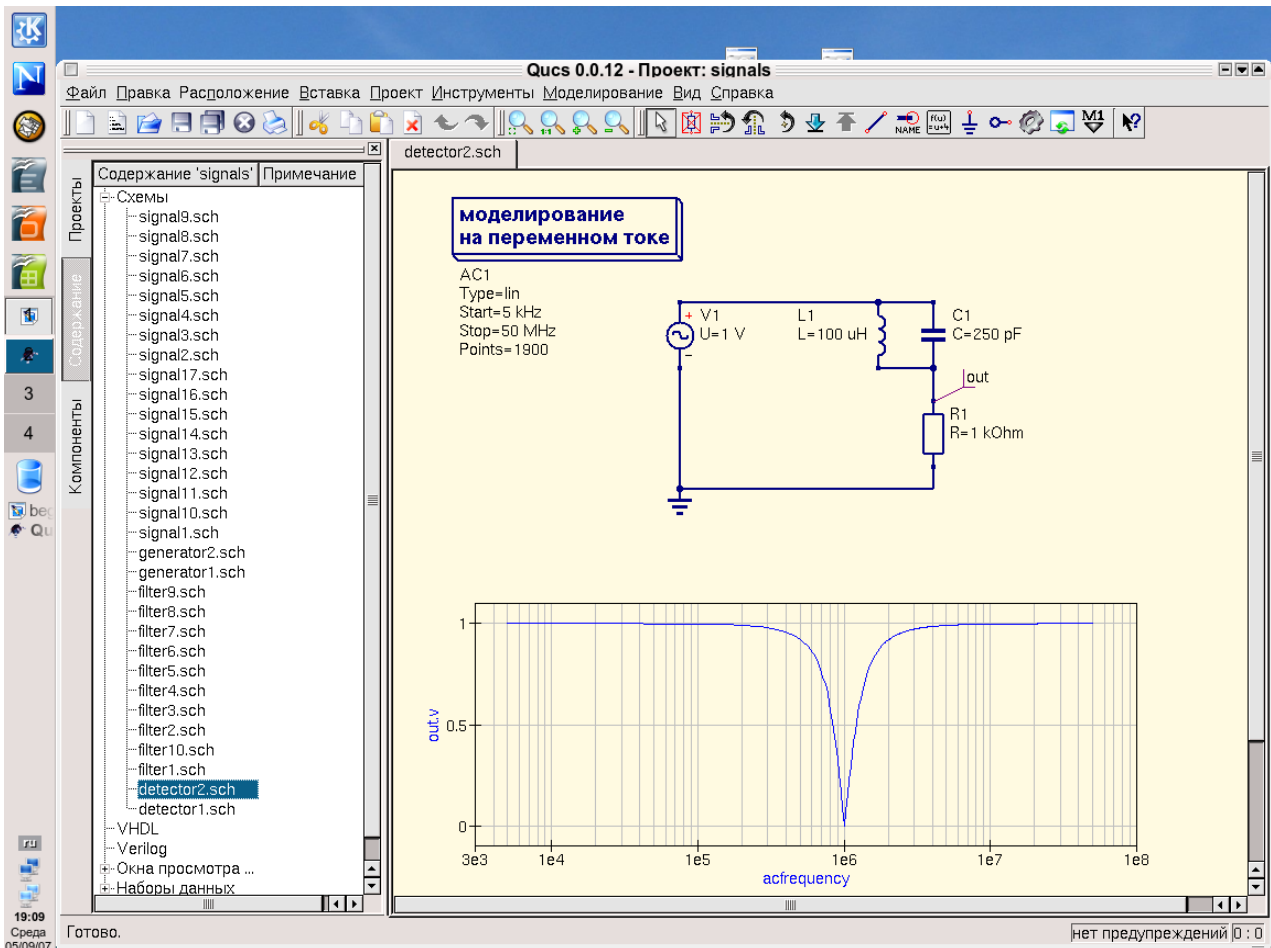 Qucs 0.0.12 - Проект: signals
Файл Правка Расположение Вставка Проект Инструменты Моделирование Вид Справка
NAME
M1
detector2.sch
Проекты
Содержание
Компоненты
Содержание 'signals' Примечание
Схемы
signal9.sch
signal8.sch
signal7.sch
signal6.sch
signal5.sch
signal4.sch
signal3.sch
signal2.sch
signal17.sch
signal16.sch
signal15.sch
signal14.sch
signal13.sch
signal12.sch
signal11.sch
signal10.sch
signal1.sch
generator2.sch
generator1.sch
filter9.sch
filter8.sch
filter7.sch
filter6.sch
filter5.sch
filter4.sch
filter3.sch
filter2.sch
filter10.sch
filter1.sch
detector2.sch
detector1.sch
VHDL
Verilog
Окна просмотра ...
Наборы данных
моделирование
на переменном токе
AC1
Type=lin
Start=5 kHz
Stop=50 MHz
Points=1900
V1
U=1 V
L1
L=100 uH
C1
C=250 pF
out
R1
R=1 kOhm
1
0.5
0
out.v
3e3 1e4 1e5 1e6 1e7 1e8
acfrequency
3
4
beg
Qu
ru
19:09
Среда
05/09/07
Готово.
нет предупреждений 0 : 0